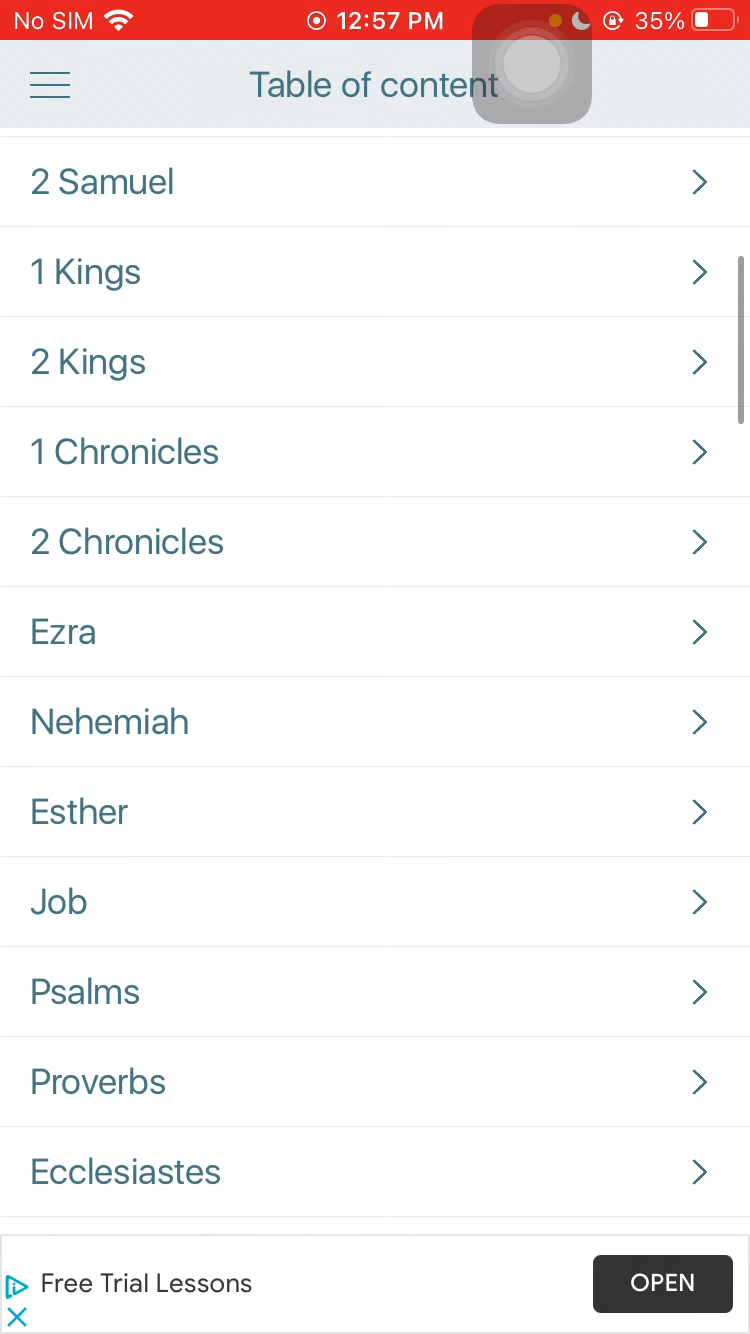 No SIM 12:57 PM 35%
Table of content
2 Samuel
1 Kings
2 Kings
1 Chronicles
2 Chronicles
Ezra
Nehemiah
Esther
Job
Psalms
Proverbs
Ecclesiastes
Free Trial Lessons OPEN